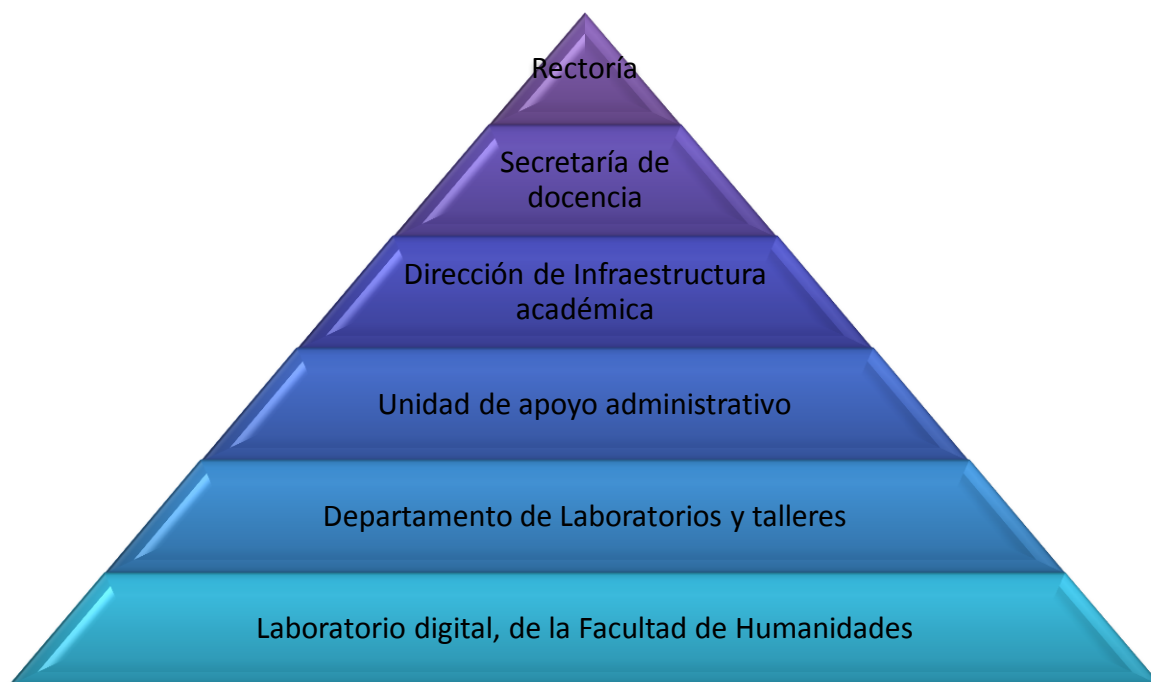 Rectoría
Secretaría de
docencia
Dirección de Infraestructura
académica
Unidad de apoyo administrativo
Departamento de Laboratorios y talleres
Laboratorio digital, de la Facultad de Humanidades